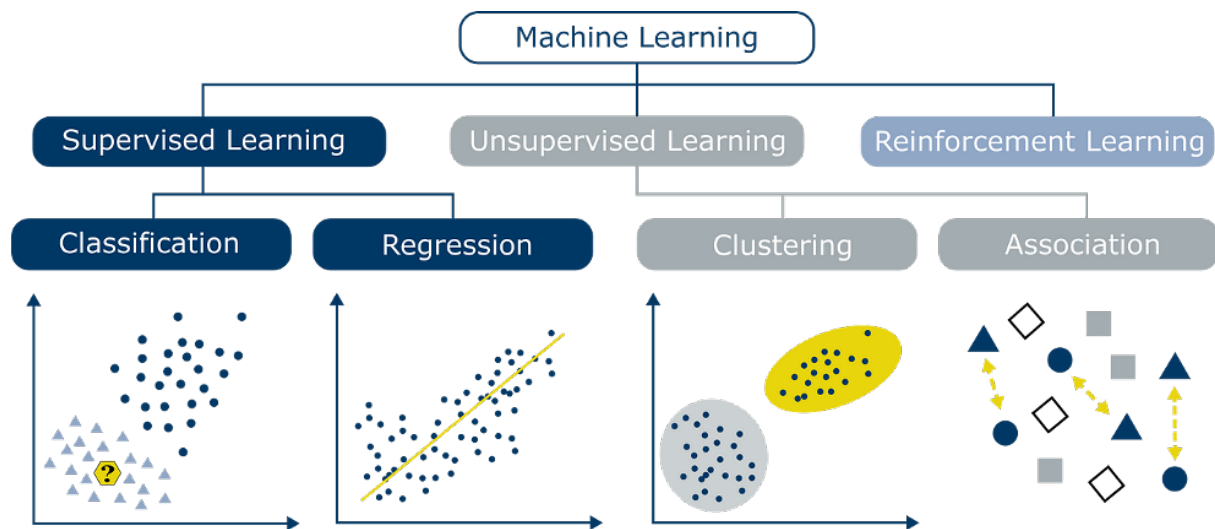 Machine Learning
Supervised Learning
Unsupervised Learning
Reinforcement Learning
Classification
Regression
Clustering
Association
?